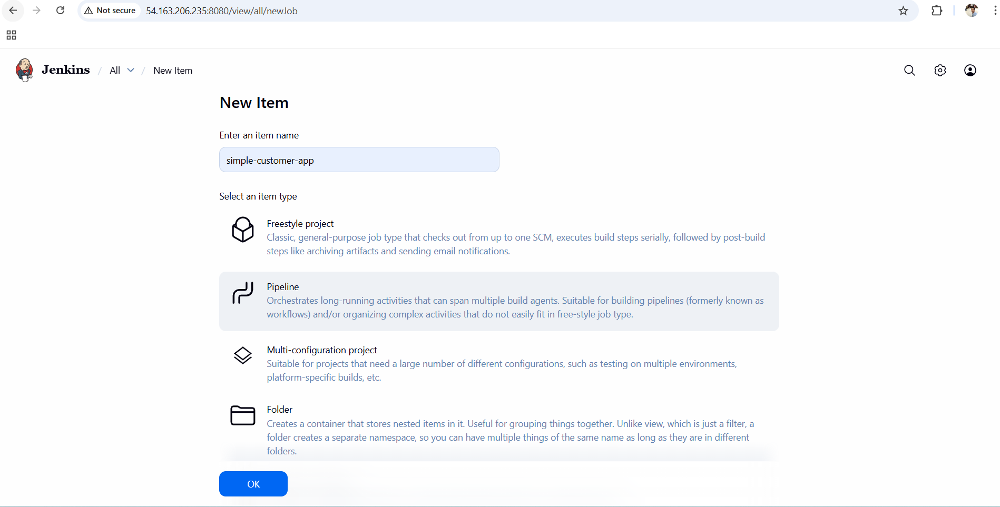 Not secure 54.163.206.235:8080/view/all/newJob
Jenkins / All / New Item
New Item
Enter an item name
simple-customer-app
Select an item type
Freestyle project
Classic, general-purpose job type that checks out from up to one SCM, executes build steps serially, followed by post-build
steps like archiving artifacts and sending email notifications.
Pipeline
Orchestrates long-running activities that can span multiple build agents. Suitable for building pipelines (formerly known as
workflows) and/or organizing complex activities that do not easily fit in free-style job type.
Multi-configuration project
Suitable for projects that need a large number of different configurations, such as testing on multiple environments,
platform-specific builds, etc.
Folder
Creates a container that stores nested items in it. Useful for grouping things together. Unlike view, which is just a filter, a
folder creates a separate namespace, so you can have multiple things of the same name as long as they are in different
folders.
OK